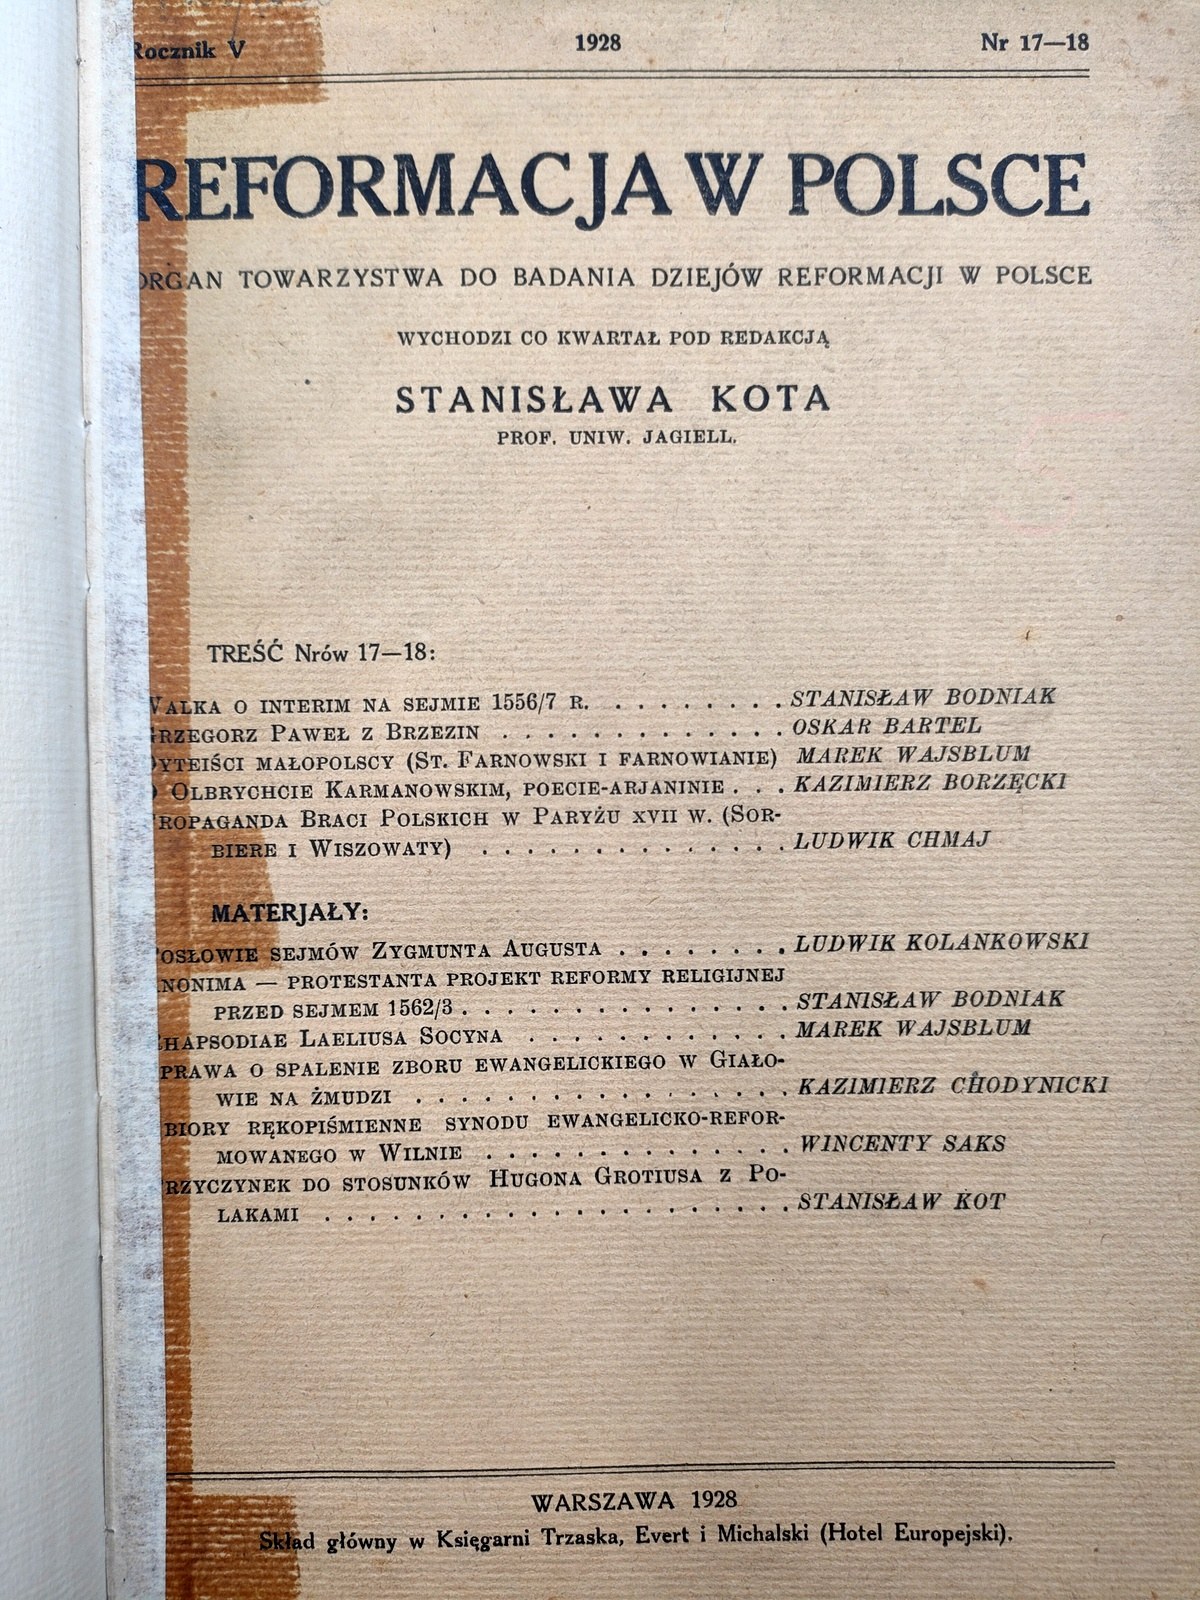 Rocznik V 1928 Nr 17—18
REFORMACJA W POLSCE
ORGAN TOWARZYSTWA DO BADANIA DZIEJÓW REFORMACJI W POLSCE
WYCHODZI CO KWARTAŁ POD REDAKCJĄ
STANISŁAWA KOTA
PROF. UNIW. JAGIELL.
TREŚĆ Nrów 17—18:
WALKA O INTERIM NA SEJMIE 1556/7 R. . . . . . . . . STANISŁAW BODNIAK
GRZEGORZ PAWEŁ Z BRZEZIN . . . . . . . . . . . . . OSKAR BARTEL
DYTEIŚCI MAŁOPOLSCY (ST. FARNOWSKI I FARNOWIANIE) MAREK WAJSBLUM
O OLBRYCHCIE KARMANOWSKIM, POECIE-ARJANINIE . . . KAZIMIERZ BORZĘCKI
PROPAGANDA BRACI POLSKICH W PARYŻU XVII W. (SOR-
BIERE I WISZOWATY) . . . . . . . . . . . . . . LUDWIK CHMAJ
MATERJAŁY:
POSŁOWIE SEJMÓW ZYGMUNTA AUGUSTA . . . . . . . . LUDWIK KOLANKOWSKI
ANONIMA — PROTESTANTA PROJEKT REFORMY RELIGIJNEJ
PRZED SEJMEM 1562/3 . . . . . . . . . . . . . . . STANISŁAW BODNIAK
RHAPSODIAE LAELIUSA SOCYNA . . . . . . . . . . . . MAREK WAJSBLUM
SPRAWA O SPALENIE ZBORU EWANGELICKIEGO W GIAŁO-
WIE NA ŻMUDZI . . . . . . . . . . . . . . . . . KAZIMIERZ CHODYNICKI
ZBIORY RĘKOPIŚMIENNE SYNODU EWANGELICKO-REFOR-
MOWANEGO W WILNIE . . . . . . . . . . . . . . WINCENTY SAKS
PRZYCZYNEK DO STOSUNKÓW HUGONA GROTIUSA Z PO-
LAKAMI . . . . . . . . . . . . . . . . . . . . . STANISŁAW KOT
WARSZAWA 1928
Skład główny w Księgarni Trzaska, Evert i Michalski (Hotel Europejski).